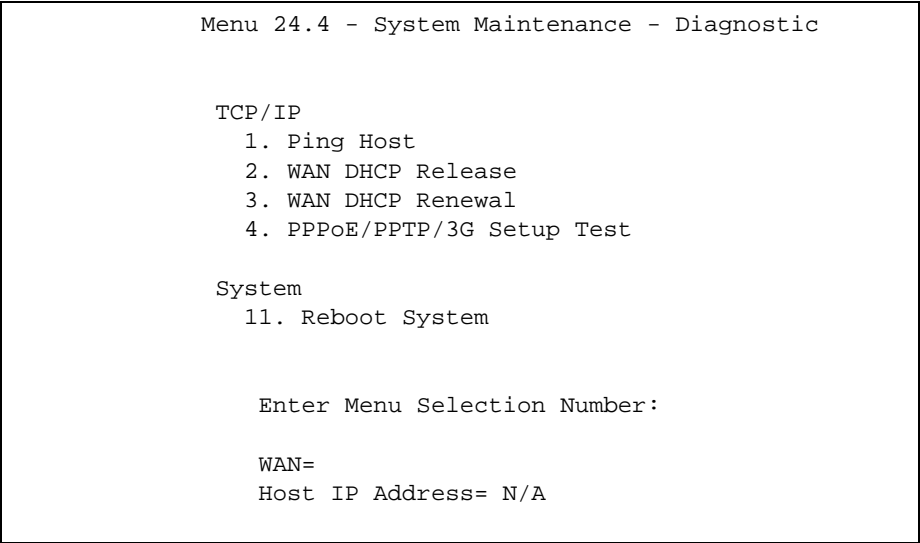 Menu 24.4 - System Maintenance - Diagnostic
TCP/IP
1. Ping Host
2. WAN DHCP Release
3. WAN DHCP Renewal
4. PPPoE/PPTP/3G Setup Test
System
11. Reboot System
Enter Menu Selection Number:
WAN=
Host IP Address= N/A